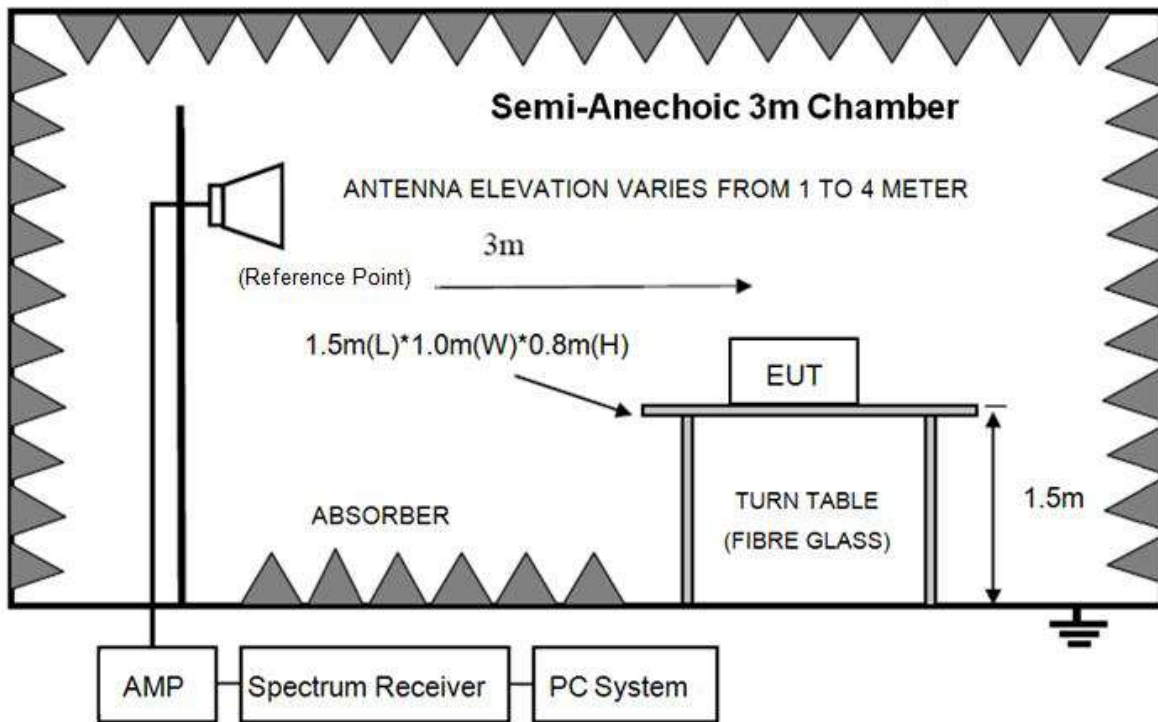 Semi-Anechoic 3m Chamber
ANTENNA ELEVATION VARIES FROM 1 TO 4 METER
3m
(Reference Point)
1.5m(L)*1.0m(W)*0.8m(H)
EUT
TURN TABLE
(FIBRE GLASS)
1.5m
ABSORBER
AMP
Spectrum Receiver
PC System